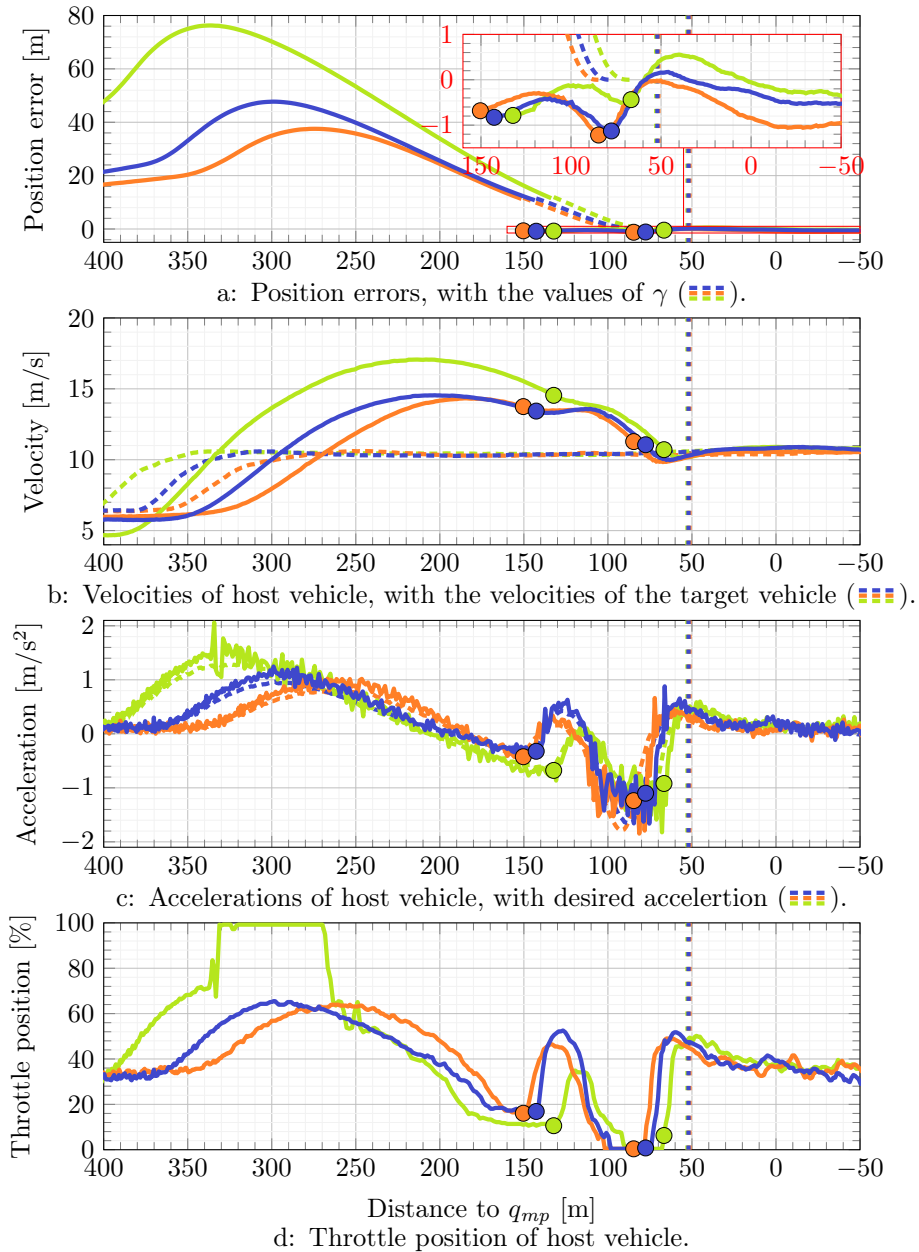 80
60
40
20
0
Position error [m]
1
0
−1
150 100 50 0 −50
400 350 300 250 200 150 100 50 0 −50
a: Position errors, with the values of γ ( ).
20
15
10
5
Velocity [m/s]
400 350 300 250 200 150 100 50 0 −50
b: Velocities of host vehicle, with the velocities of the target vehicle ( ).
2
1
0
−1
−2
Acceleration [m/s²]
400 350 300 250 200 150 100 50 0 −50
c: Accelerations of host vehicle, with desired accelertion ( ).
100
80
60
40
20
0
Throttle position [%]
400 350 300 250 200 150 100 50 0 −50
Distance to q_{mp} [m]
d: Throttle position of host vehicle.